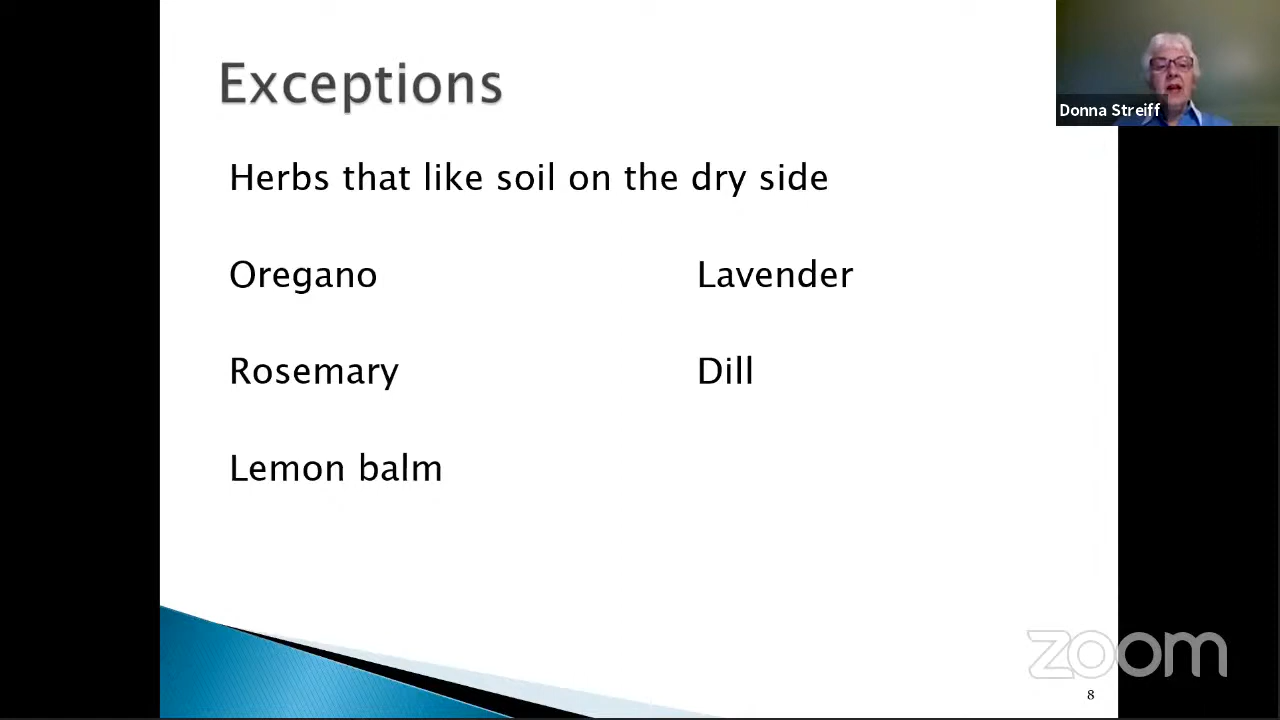 Exceptions
Donna Streiff
Herbs that like soil on the dry side
Oregano
Lavender
Rosemary
Dill
Lemon balm
zoom
8